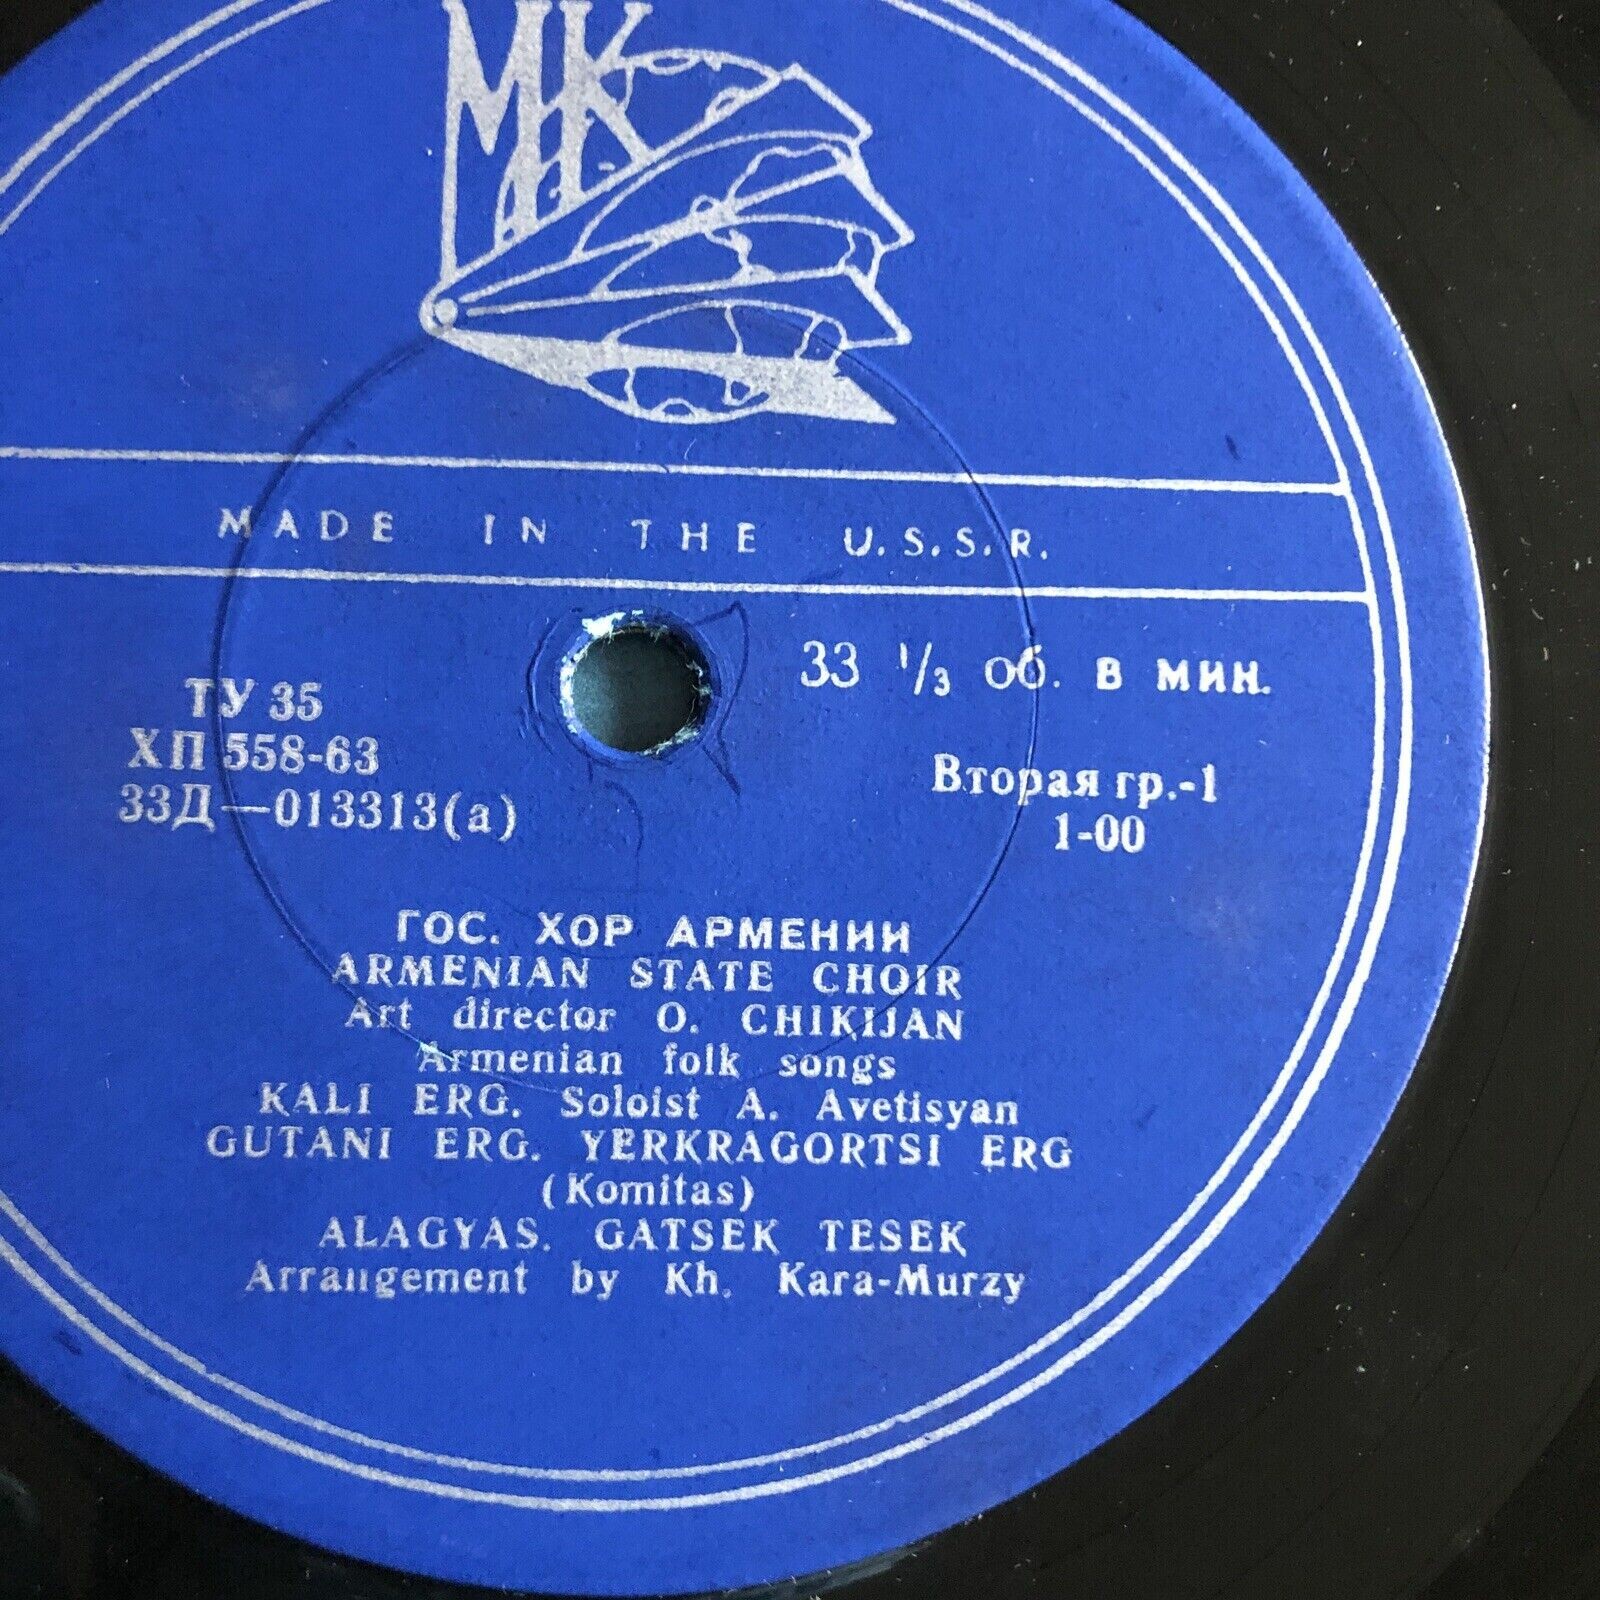 МК
MADE IN THE U.S.S.R.
33 1/3 об. в мин.
ТУ 35
ХП 558-63
33Д—013313(а)
Вторая гр.-1
1-00
ГОС. ХОР АРМЕНИИ
ARMENIAN STATE CHOIR
Art director O. CHIKIJAN
Armenian folk songs
KALI ERG. Soloist A. Avetisyan
GUTANI ERG. YERKRAGORTSI ERG
(Komitas)
ALAGYAS. GATSEK TESEK
Arrangement by Kh. Kara-Murzy